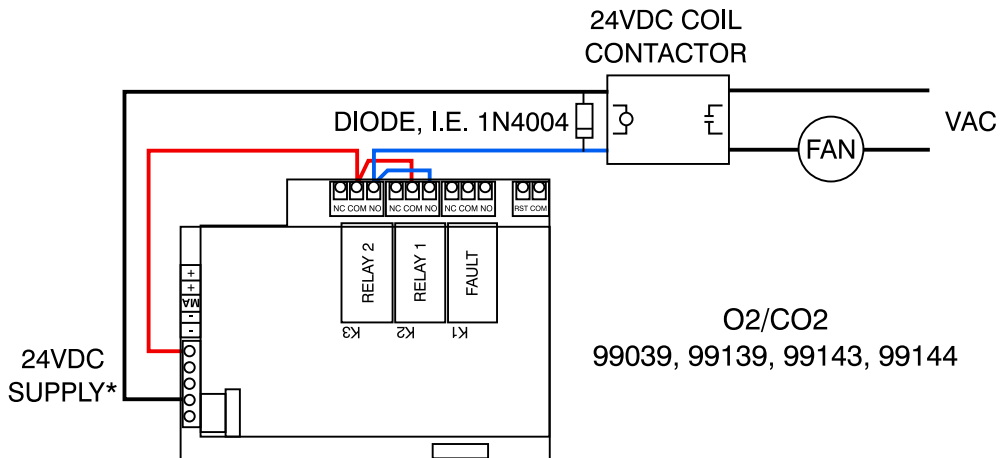 24VDC COIL
CONTACTOR
DIODE, I.E. 1N4004
VAC
FAN
NC COM NO
NC COM NO
NC COM NO
RST COM
RELAY 2
RELAY 1
FAULT
K3
K2
K1
+
+
MA
-
-
24VDC
SUPPLY*
O2/CO2
99039, 99139, 99143, 99144